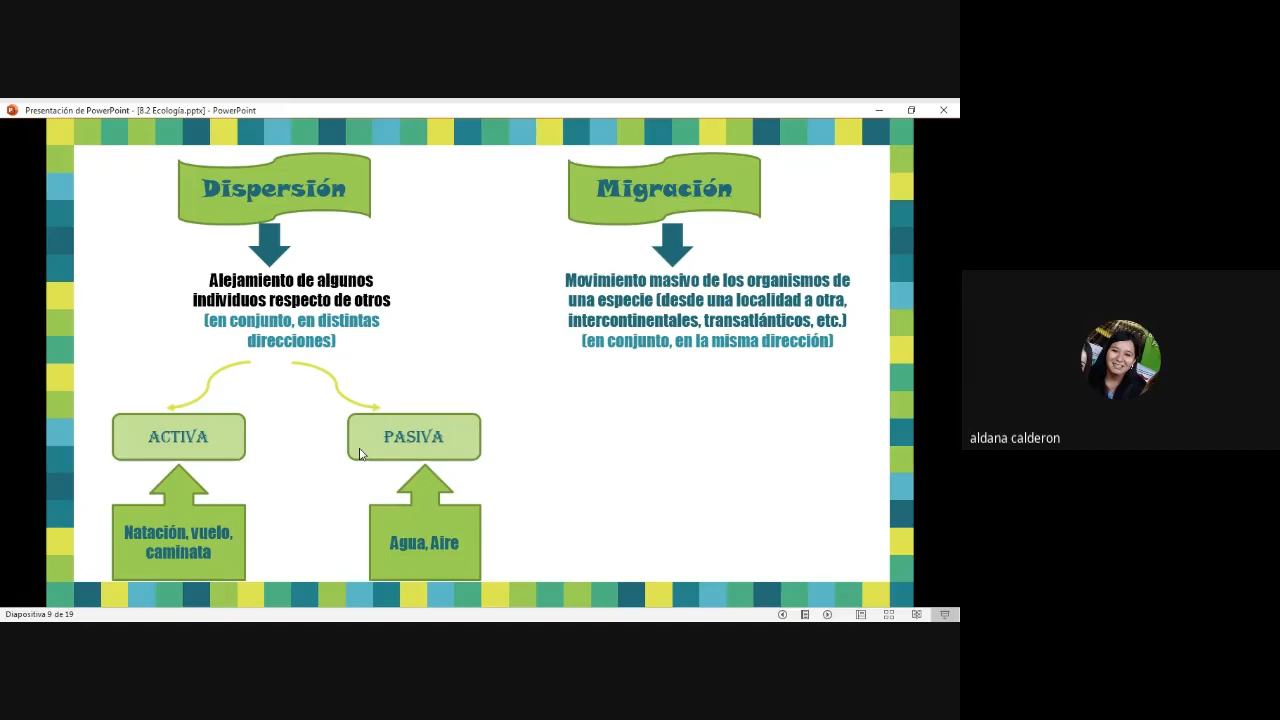 Presentación de PowerPoint - [8.2 Ecología.pptx] - PowerPoint
Dispersión
Alejamiento de algunos
individuos respecto de otros
(en conjunto, en distintas
direcciones)
ACTIVA
PASIVA
Natación, vuelo,
caminata
Agua, Aire
Migración
Movimiento masivo de los organismos de
una especie (desde una localidad a otra,
intercontinentales, transatlánticos, etc.)
(en conjunto, en la misma dirección)
Diapositiva 9 de 19
aldana calderon